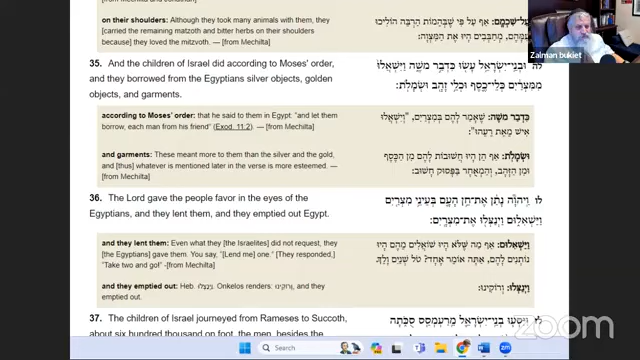 on their shoulders: Although they took many animals with them, they
[carried the remaining matzoth and bitter herbs on their shoulders
because] they loved the mitzvoth. — [from Mechilta]
עַל־שִׁכְמָם: אַף עַל פִּי שֶׁבְּהֵמוֹת הַרְבֵּה הוֹלִיכוּ
עִמָּהֶם, מְחַבְּבִים הָיוּ אֶת הַמִּצְוָה:
Zalman bukiet
35. And the children of Israel did according to Moses' order,
and they borrowed from the Egyptians silver objects, golden
objects, and garments.
לה וּבְנֵי־יִשְׂרָאֵל עָשׂוּ כִּדְבַר מֹשֶׁה וַיִּשְׁאֲלוּ
מִמִּצְרַיִם כְּלֵי־כֶסֶף וּכְלֵי זָהָב וּשְׂמָלֹת:
according to Moses' order: that he said to them in Egypt: "and let them
borrow, each man from his friend" (Exod. 11:2). — [from Mechilta]
כִּדְבַר מֹשֶׁה: שֶׁאָמַר לָהֶם בְּמִצְרַיִם, "וְיִשְׁאֲלוּ
אִישׁ מֵאֵת רֵעֵהוּ":
and garments: These meant more to them than the silver and the gold,
and [thus] whatever is mentioned later in the verse is more esteemed. —
[from Mechilta]
וּשְׂמָלֹת: אַף הֵן הָיוּ חֲשׁוּבוֹת לָהֶם מִן הַכֶּסֶף
וּמִן הַזָּהָב, וְהַמְאֻחָר בַּפָּסוּק חָשׁוּב:
36. The Lord gave the people favor in the eyes of the
Egyptians, and they lent them, and they emptied out Egypt.
לו וַיהוָֹה נָתַן אֶת־חֵן הָעָם בְּעֵינֵי מִצְרַיִם
וַיַּשְׁאִלוּם וַיְנַצְּלוּ אֶת־מִצְרָיִם:
and they lent them: Even what they [the Israelites] did not request, they
[the Egyptians] gave them. You say, "[Lend me] one." [They responded,]
"Take two and go!" -[from Mechilta]
וַיַּשְׁאִלוּם: אַף מַה שֶּׁלֹּא הָיוּ שׁוֹאֲלִים מֵהֶם הָיוּ
נוֹתְנִים לָהֶם, אַתָּה אוֹמֵר אֶחָד? טֹל שְׁנַיִם וָלֵךְ:
and they emptied out: Heb. וַיְנַצְּלוּ. Onkelos renders: וְרוֹקִינוּ, and they
emptied out.
וַיְנַצְּלוּ: וְרוֹקִינוּ:
37. The children of Israel journeyed from Rameses to Succoth,
about six hundred thousand on foot, the men, besides the
לז וַיִּסְעוּ בְנֵי־יִשְׂרָאֵל מֵרַעְמְסֵס סֻכֹּתָה
Search
zoom